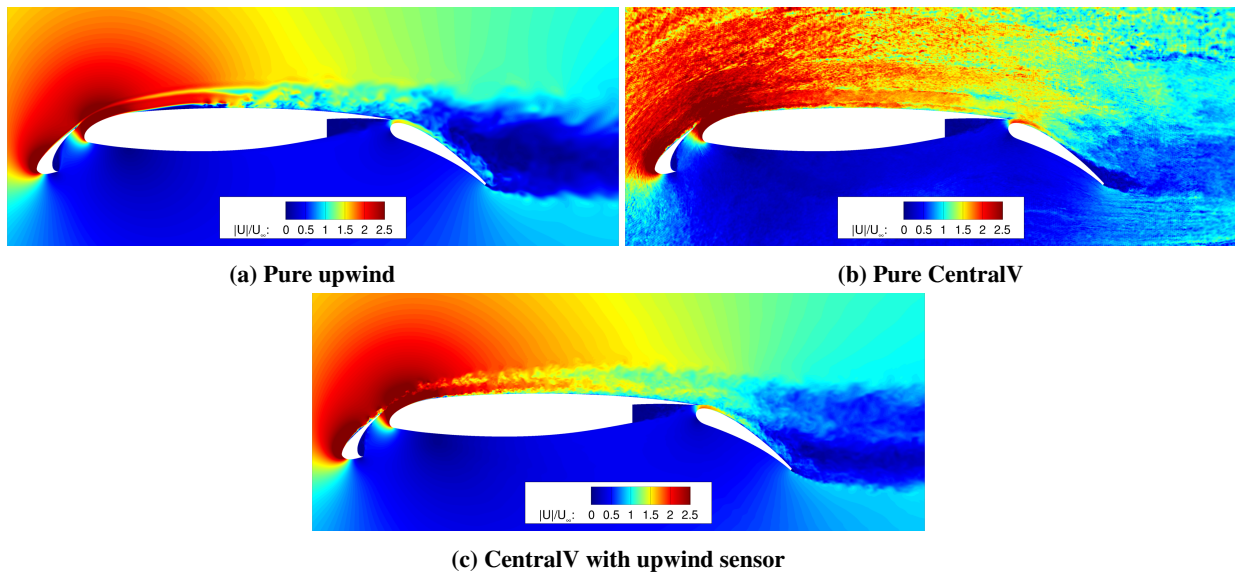 |U|/U∞: 0 0.5 1 1.5 2 2.5
|U|/U∞: 0 0.5 1 1.5 2 2.5
(a) Pure upwind
(b) Pure CentralV
|U|/U∞: 0 0.5 1 1.5 2 2.5
(c) CentralV with upwind sensor